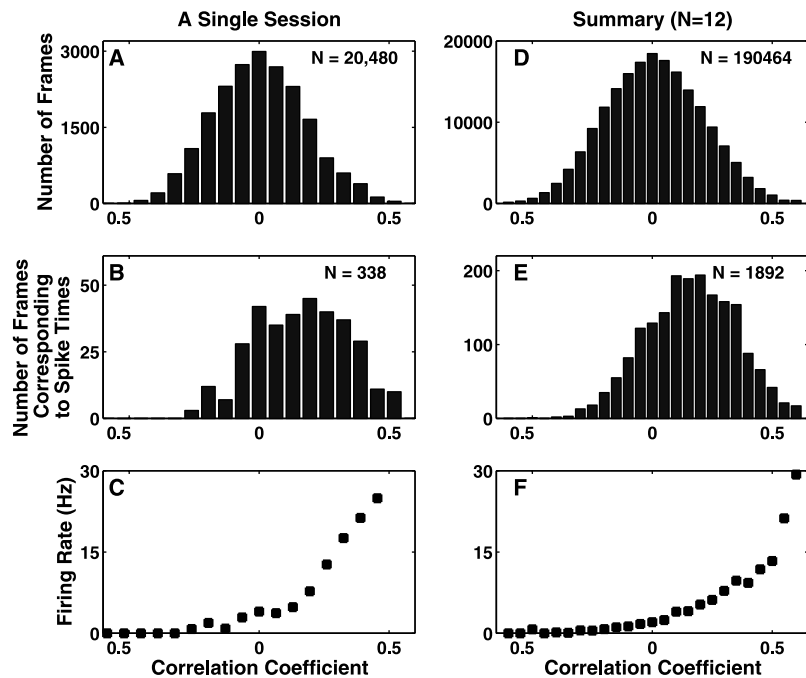 A Single Session
Summary (N=12)
A
N = 20,480
Number of Frames
3000
1500
0
0.5
0
0.5
D
N = 190464
20000
10000
0
0.5
0
0.5
B
N = 338
Number of Frames
Corresponding
to Spike Times
50
25
0
0.5
0
0.5
E
N = 1892
200
100
0
0.5
0
0.5
C
Firing Rate (Hz)
30
15
0
0.5
0
0.5
Correlation Coefficient
F
30
15
0
0.5
0
0.5
Correlation Coefficient